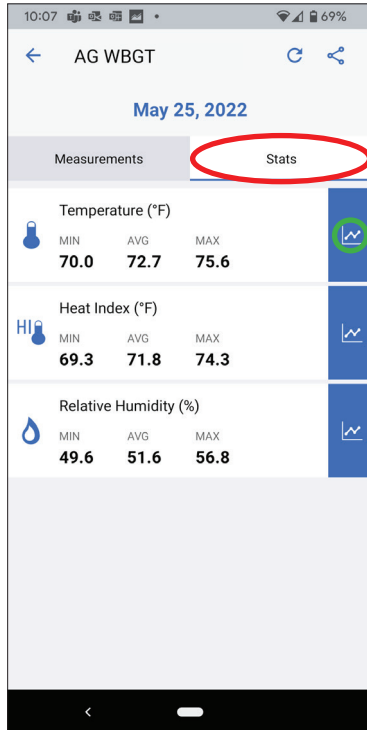 10:07 69%
AG WBGT
May 25, 2022
Measurements Stats
Temperature (°F)
MIN AVG MAX
70.0 72.7 75.6
HI
Heat Index (°F)
MIN AVG MAX
69.3 71.8 74.3
Relative Humidity (%)
MIN AVG MAX
49.6 51.6 56.8